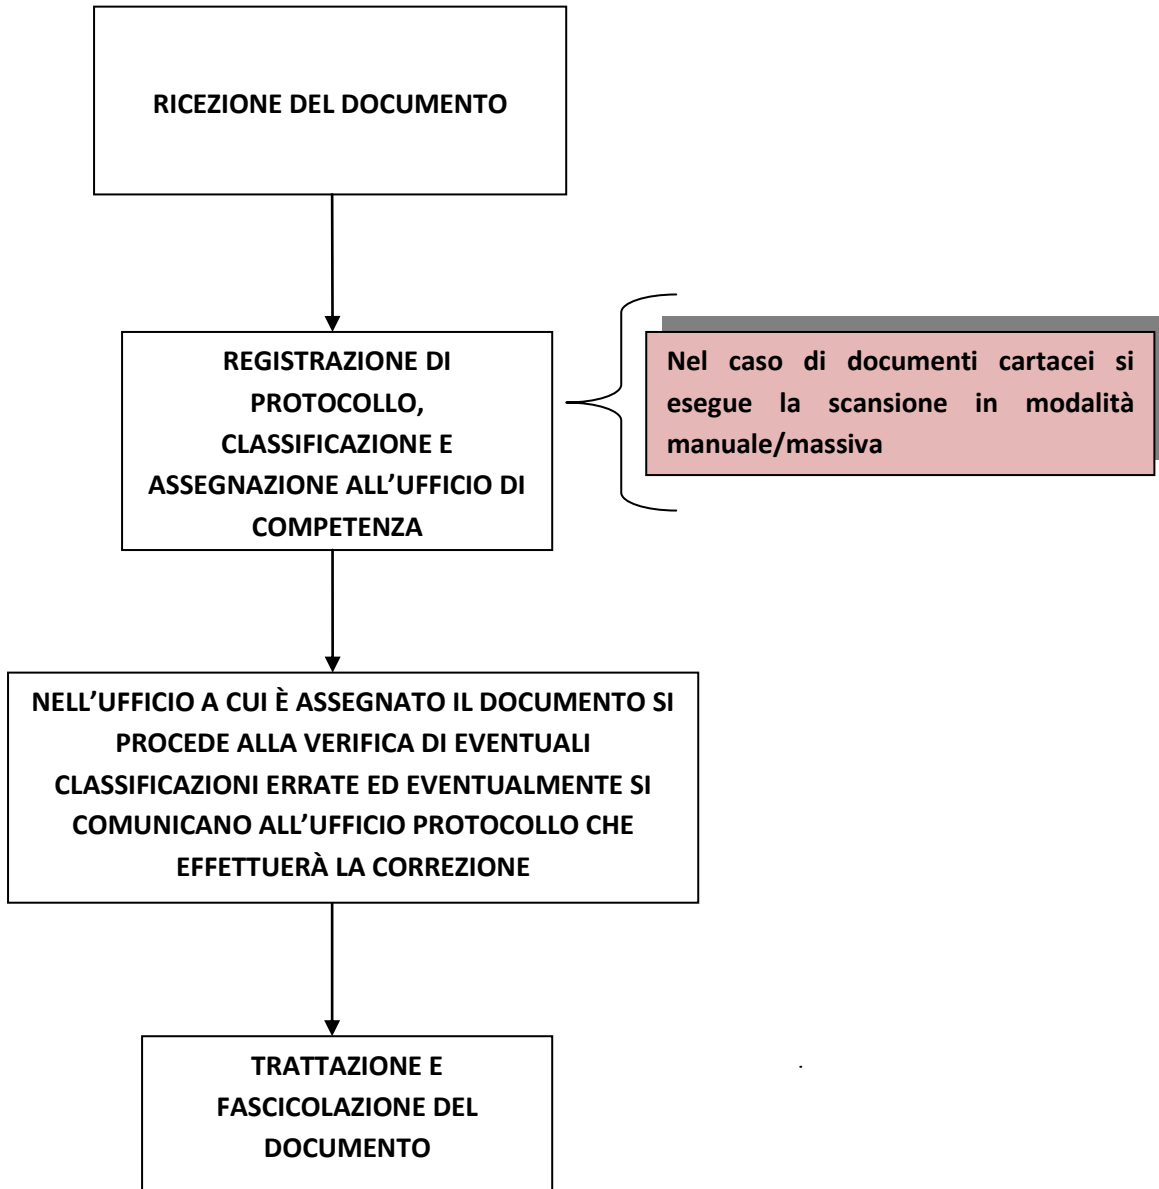 RICEZIONE DEL DOCUMENTO
REGISTRAZIONE DI
PROTOCOLLO,
CLASSIFICAZIONE E
ASSEGNAZIONE ALL’UFFICIO DI
COMPETENZA
Nel caso di documenti cartacei si
esegue la scansione in modalità
manuale/massiva
NELL’UFFICIO A CUI È ASSEGNATO IL DOCUMENTO SI
PROCEDE ALLA VERIFICA DI EVENTUALI
CLASSIFICAZIONI ERRATE ED EVENTUALMENTE SI
COMUNICANO ALL’UFFICIO PROTOCOLLO CHE
EFFETTUERÀ LA CORREZIONE
TRATTAZIONE E
FASCICOLAZIONE DEL
DOCUMENTO